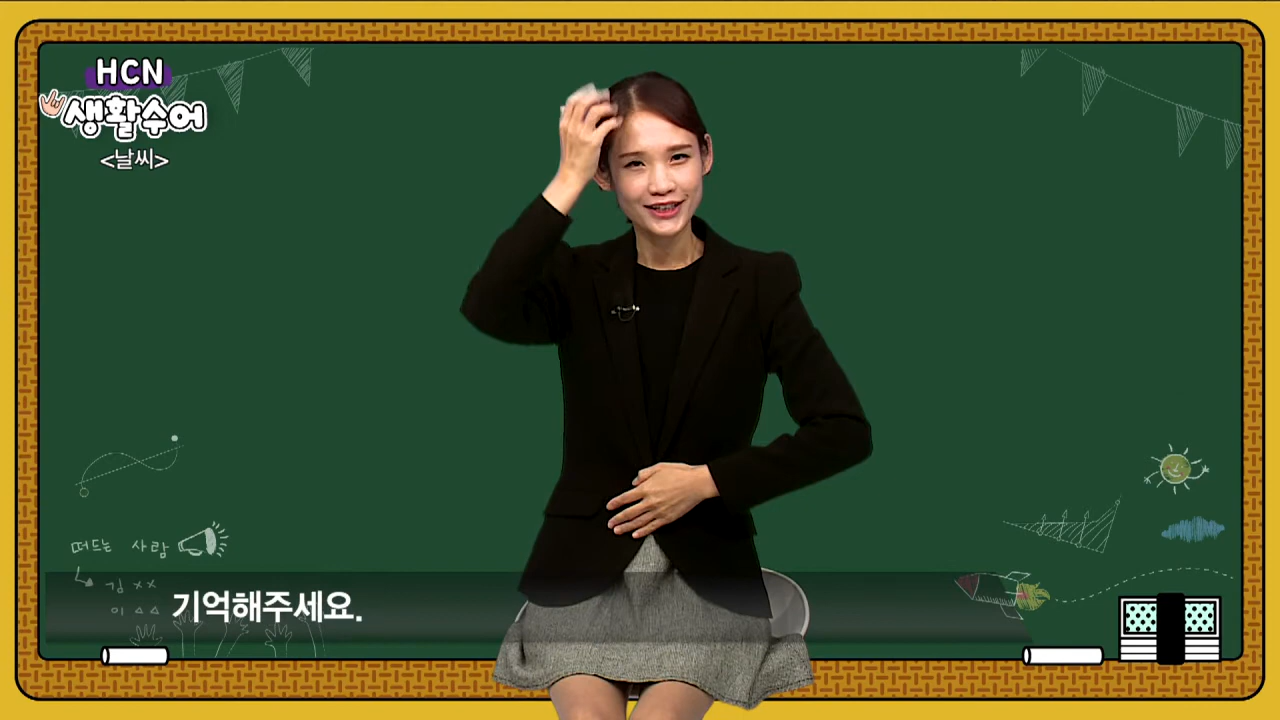 HCN
생활수어
<날씨>
떠드는 사람
김 xx
이 △△
기억해주세요.